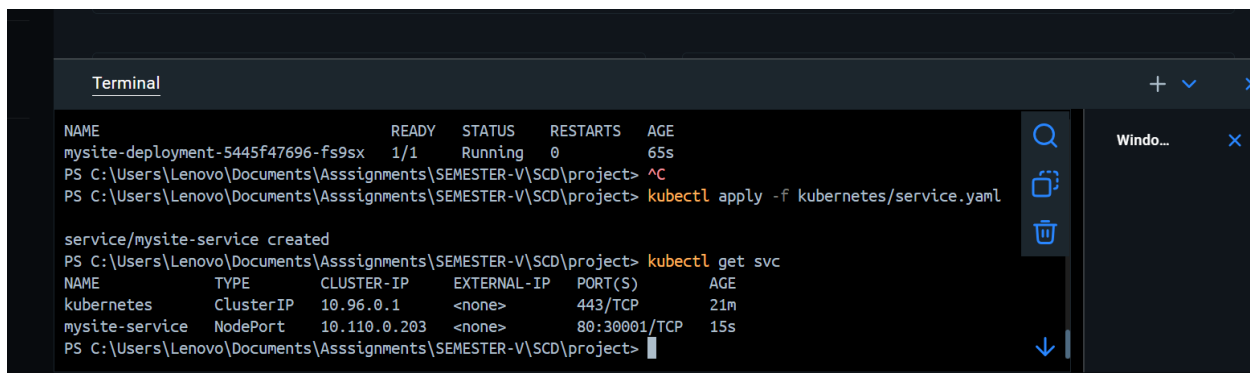 Terminal
NAME READY STATUS RESTARTS AGE
mysite-deployment-5445f47696-fs9sx 1/1 Running 0 65s
PS C:\Users\Lenovo\Documents\Asssignments\SEMESTER-V\SCD\project> ^C
PS C:\Users\Lenovo\Documents\Asssignments\SEMESTER-V\SCD\project> kubectl apply -f kubernetes/service.yaml
service/mysite-service created
PS C:\Users\Lenovo\Documents\Asssignments\SEMESTER-V\SCD\project> kubectl get svc
NAME TYPE CLUSTER-IP EXTERNAL-IP PORT(S) AGE
kubernetes ClusterIP 10.96.0.1 <none> 443/TCP 21m
mysite-service NodePort 10.110.0.203 <none> 80:30001/TCP 15s
PS C:\Users\Lenovo\Documents\Asssignments\SEMESTER-V\SCD\project>
Windo...